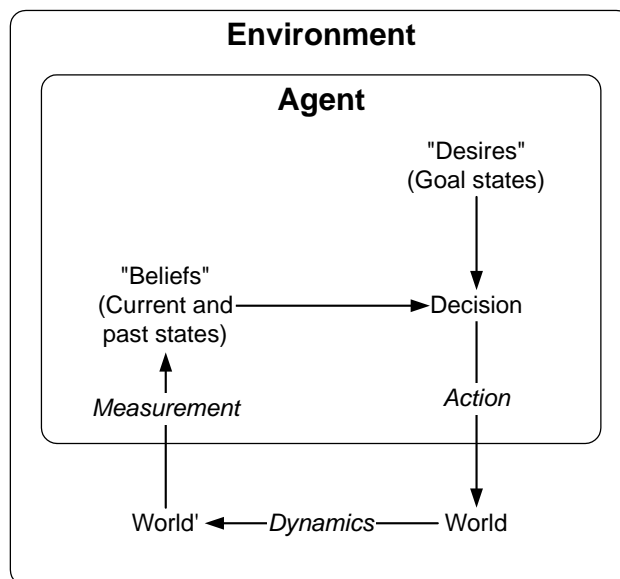 Environment
Agent
"Desires"
(Goal states)
"Beliefs"
(Current and
past states)
Decision
Measurement
Action
World'
Dynamics
World